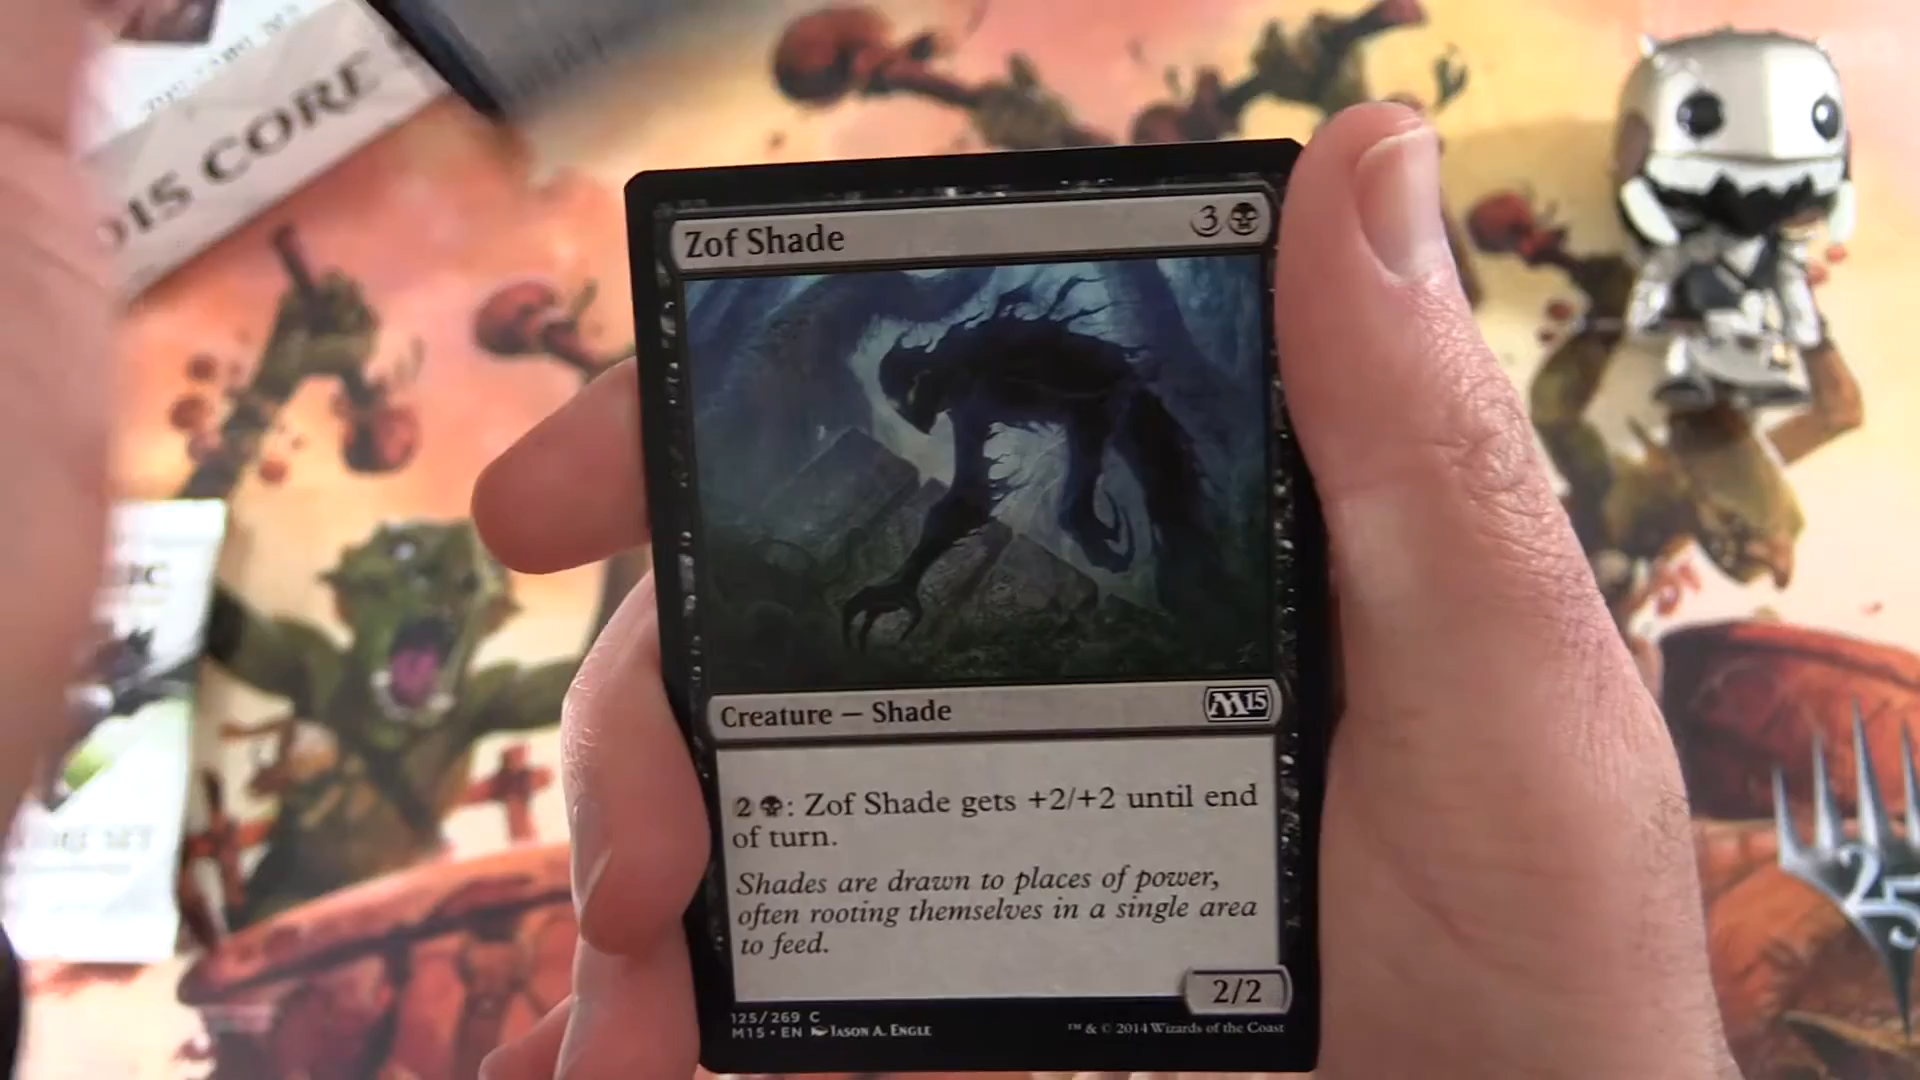 CORE
Zof Shade
3
Creature — Shade
M15
2 : Zof Shade gets +2/+2 until end
of turn.
Shades are drawn to places of power,
often rooting themselves in a single area
to feed.
2/2
125/269 C
M15 • EN JASON A. ENGLE
™ & © 2014 Wizards of the Coast
25